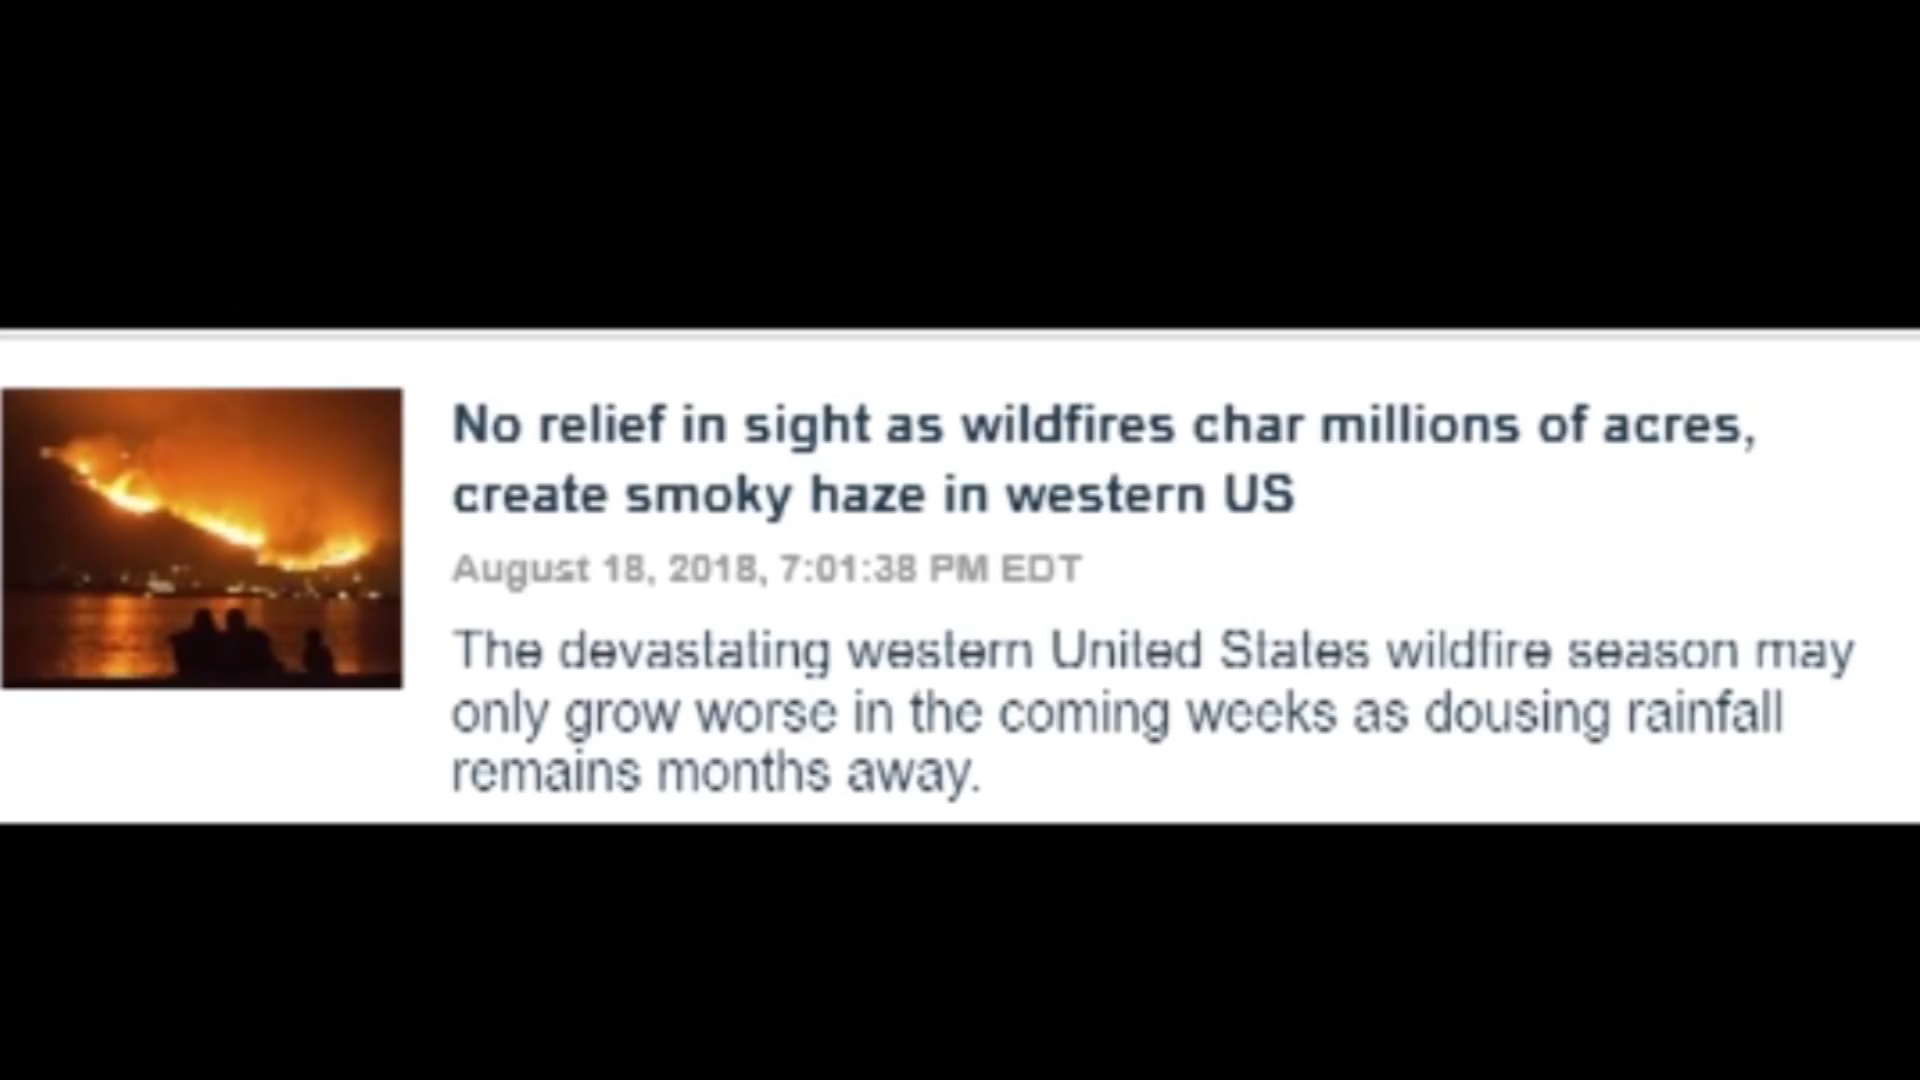 No relief in sight as wildfires char millions of acres,
create smoky haze in western US
August 18, 2018, 7:01:38 PM EDT
The devastating western United States wildfire season may
only grow worse in the coming weeks as dousing rainfall
remains months away.